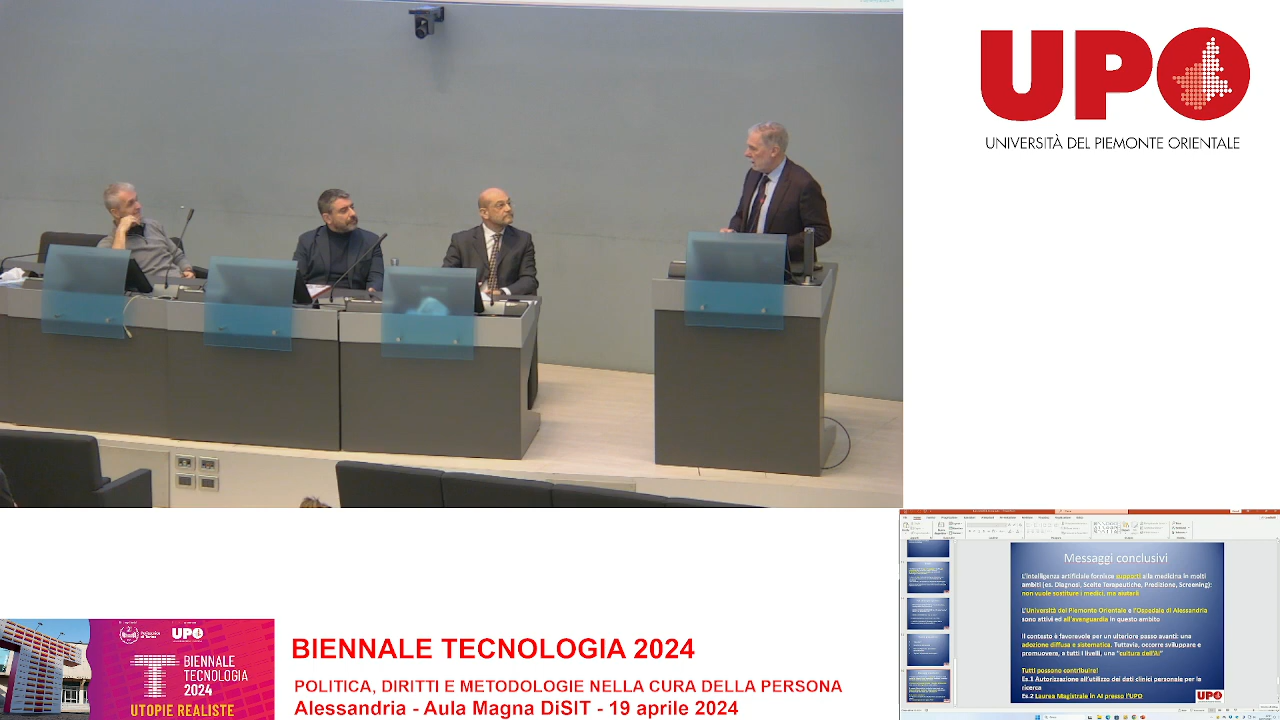 UPO
UNIVERSITÀ DEL PIEMONTE ORIENTALE
Messaggi conclusivi
L'intelligenza artificiale fornisce supporti alla medicina in molti
ambiti (es. Diagnosi, Scelte Terapeutiche, Predizione, Screening):
non vuole sostituire i medici, ma aiutarli
L'Università del Piemonte Orientale e l'Ospedale di Alessandria
sono attivi ed all'avanguardia in questo ambito
Il contesto è favorevole per un ulteriore passo avanti: una
adozione diffusa e sistematica. Tuttavia, occorre sviluppare e
promuovere, a tutti i livelli, una "cultura dell'AI"
Tutti possono contribuire!
Es.1 Autorizzazione all'utilizzo dei dati clinici personale per la
ricerca
Es.2 Laurea Magistrale in AI presso l'UPO
UPO
UPO
BIENNALE
TECNOLOGIA
2024
UTOPIE REALI
BIENNALE TECNOLOGIA 2024
POLITICA, DIRITTI E METODOLOGIE NELLA CURA DELLA PERSONA
Alessandria - Aula Magna DiSIT - 19 aprile 2024